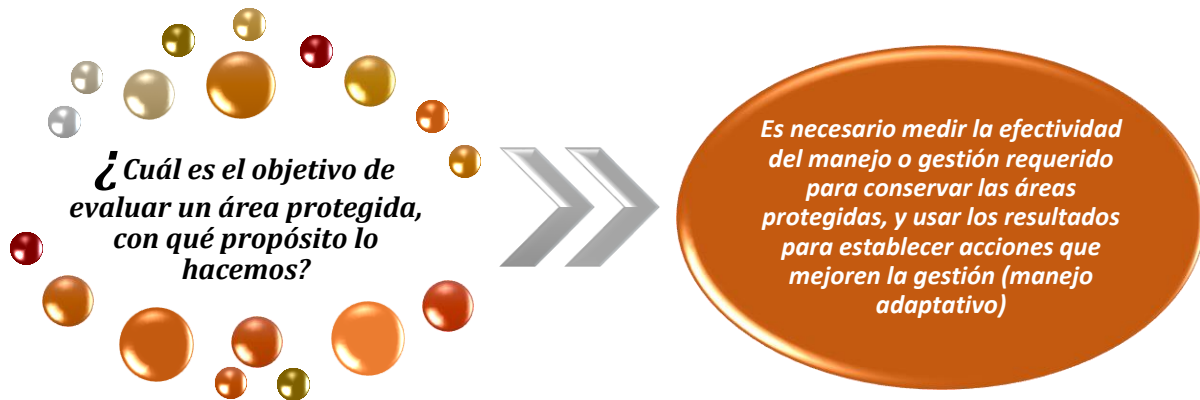 ¿Cuál es el objetivo de
evaluar un área protegida,
con qué propósito lo
hacemos?
Es necesario medir la efectividad
del manejo o gestión requerido
para conservar las áreas
protegidas, y usar los resultados
para establecer acciones que
mejoren la gestión (manejo
adaptativo)